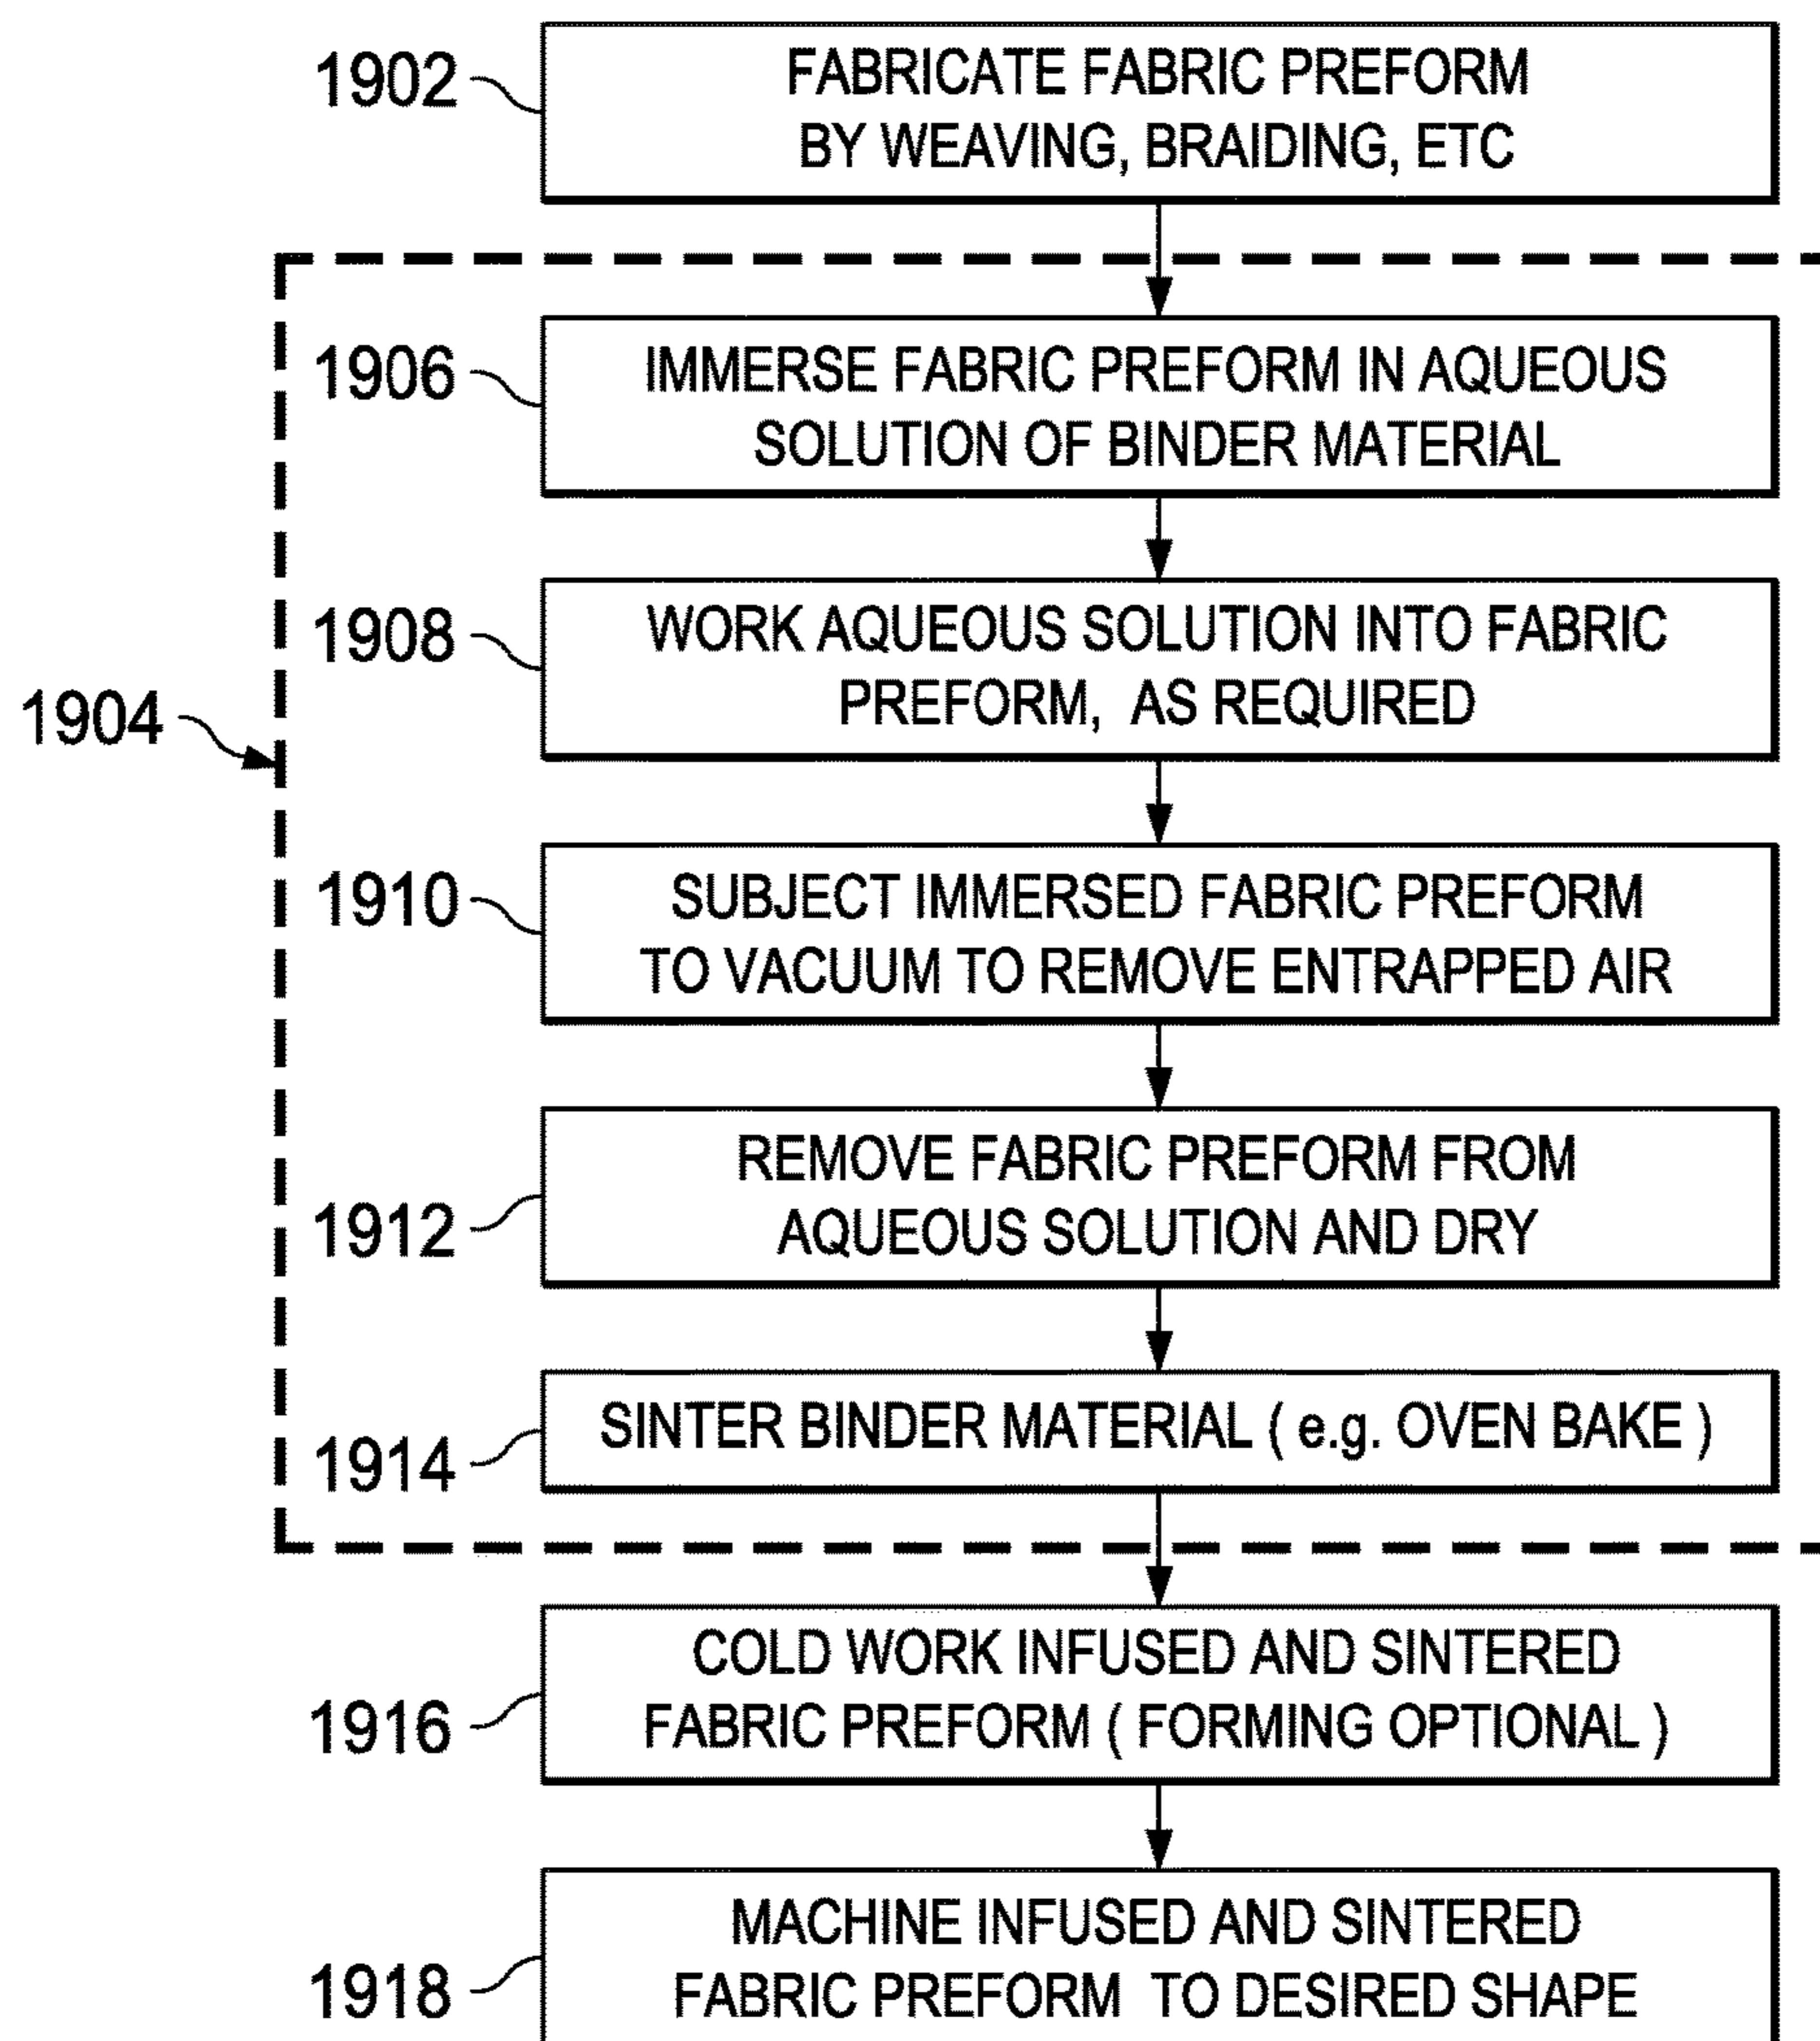 1902
FABRICATE FABRIC PREFORM
BY WEAVING, BRAIDING, ETC
1906
IMMERSE FABRIC PREFORM IN AQUEOUS
SOLUTION OF BINDER MATERIAL
1908
WORK AQUEOUS SOLUTION INTO FABRIC
PREFORM, AS REQUIRED
1904
1910
SUBJECT IMMERSED FABRIC PREFORM
TO VACUUM TO REMOVE ENTRAPPED AIR
1912
REMOVE FABRIC PREFORM FROM
AQUEOUS SOLUTION AND DRY
1914
SINTER BINDER MATERIAL ( e.g. OVEN BAKE )
1916
COLD WORK INFUSED AND SINTERED
FABRIC PREFORM ( FORMING OPTIONAL )
1918
MACHINE INFUSED AND SINTERED
FABRIC PREFORM TO DESIRED SHAPE